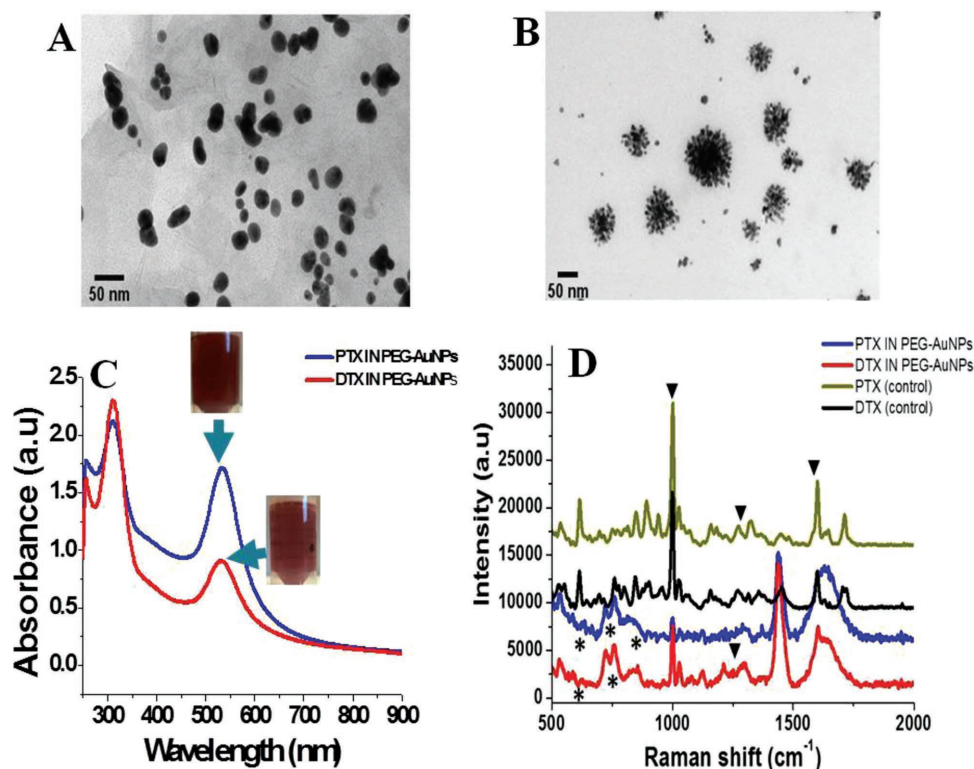 A
50 nm
B
50 nm
C
PTX IN PEG-AuNPs
DTX IN PEG-AuNPs
2.5
2.0
1.5
1.0
0.5
0.0
Absorbance (a.u)
300 400 500 600 700 800 900
Wavelength (nm)
D
PTX IN PEG-AuNPs
DTX IN PEG-AuNPs
PTX (control)
DTX (control)
35000
30000
25000
20000
15000
10000
5000
0
Intensity (a.u)
* * *
* *
500 1000 1500 2000
Raman shift (cm⁻¹)